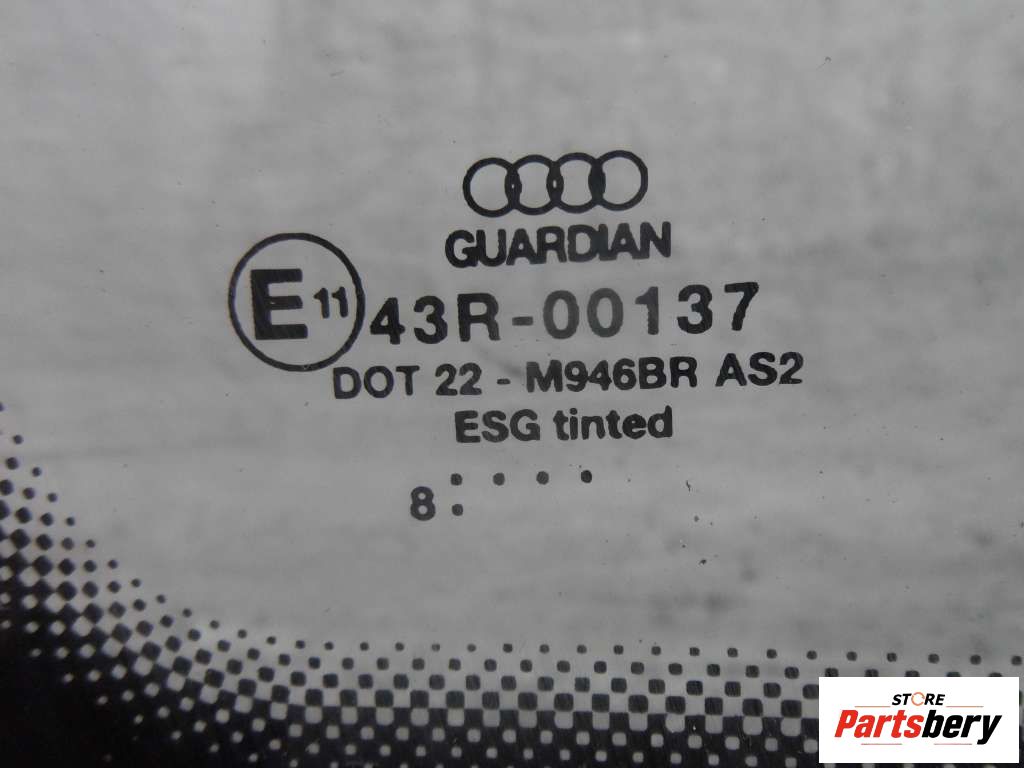 GUARDIAN
E 11 43R-00137
DOT 22 - M946BR AS2
ESG tinted
8
STORE
Partsbery